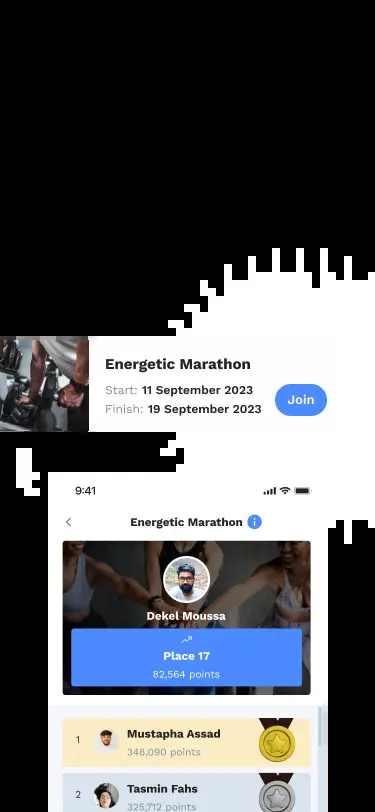 Energetic Marathon
Start: 11 September 2023
Finish: 19 September 2023
Join
9:41
Energetic Marathon
Dekel Moussa
Place 17
82,564 points
1
Mustapha Assad
348,090 points
2
Tasmin Fahs
325,712 points